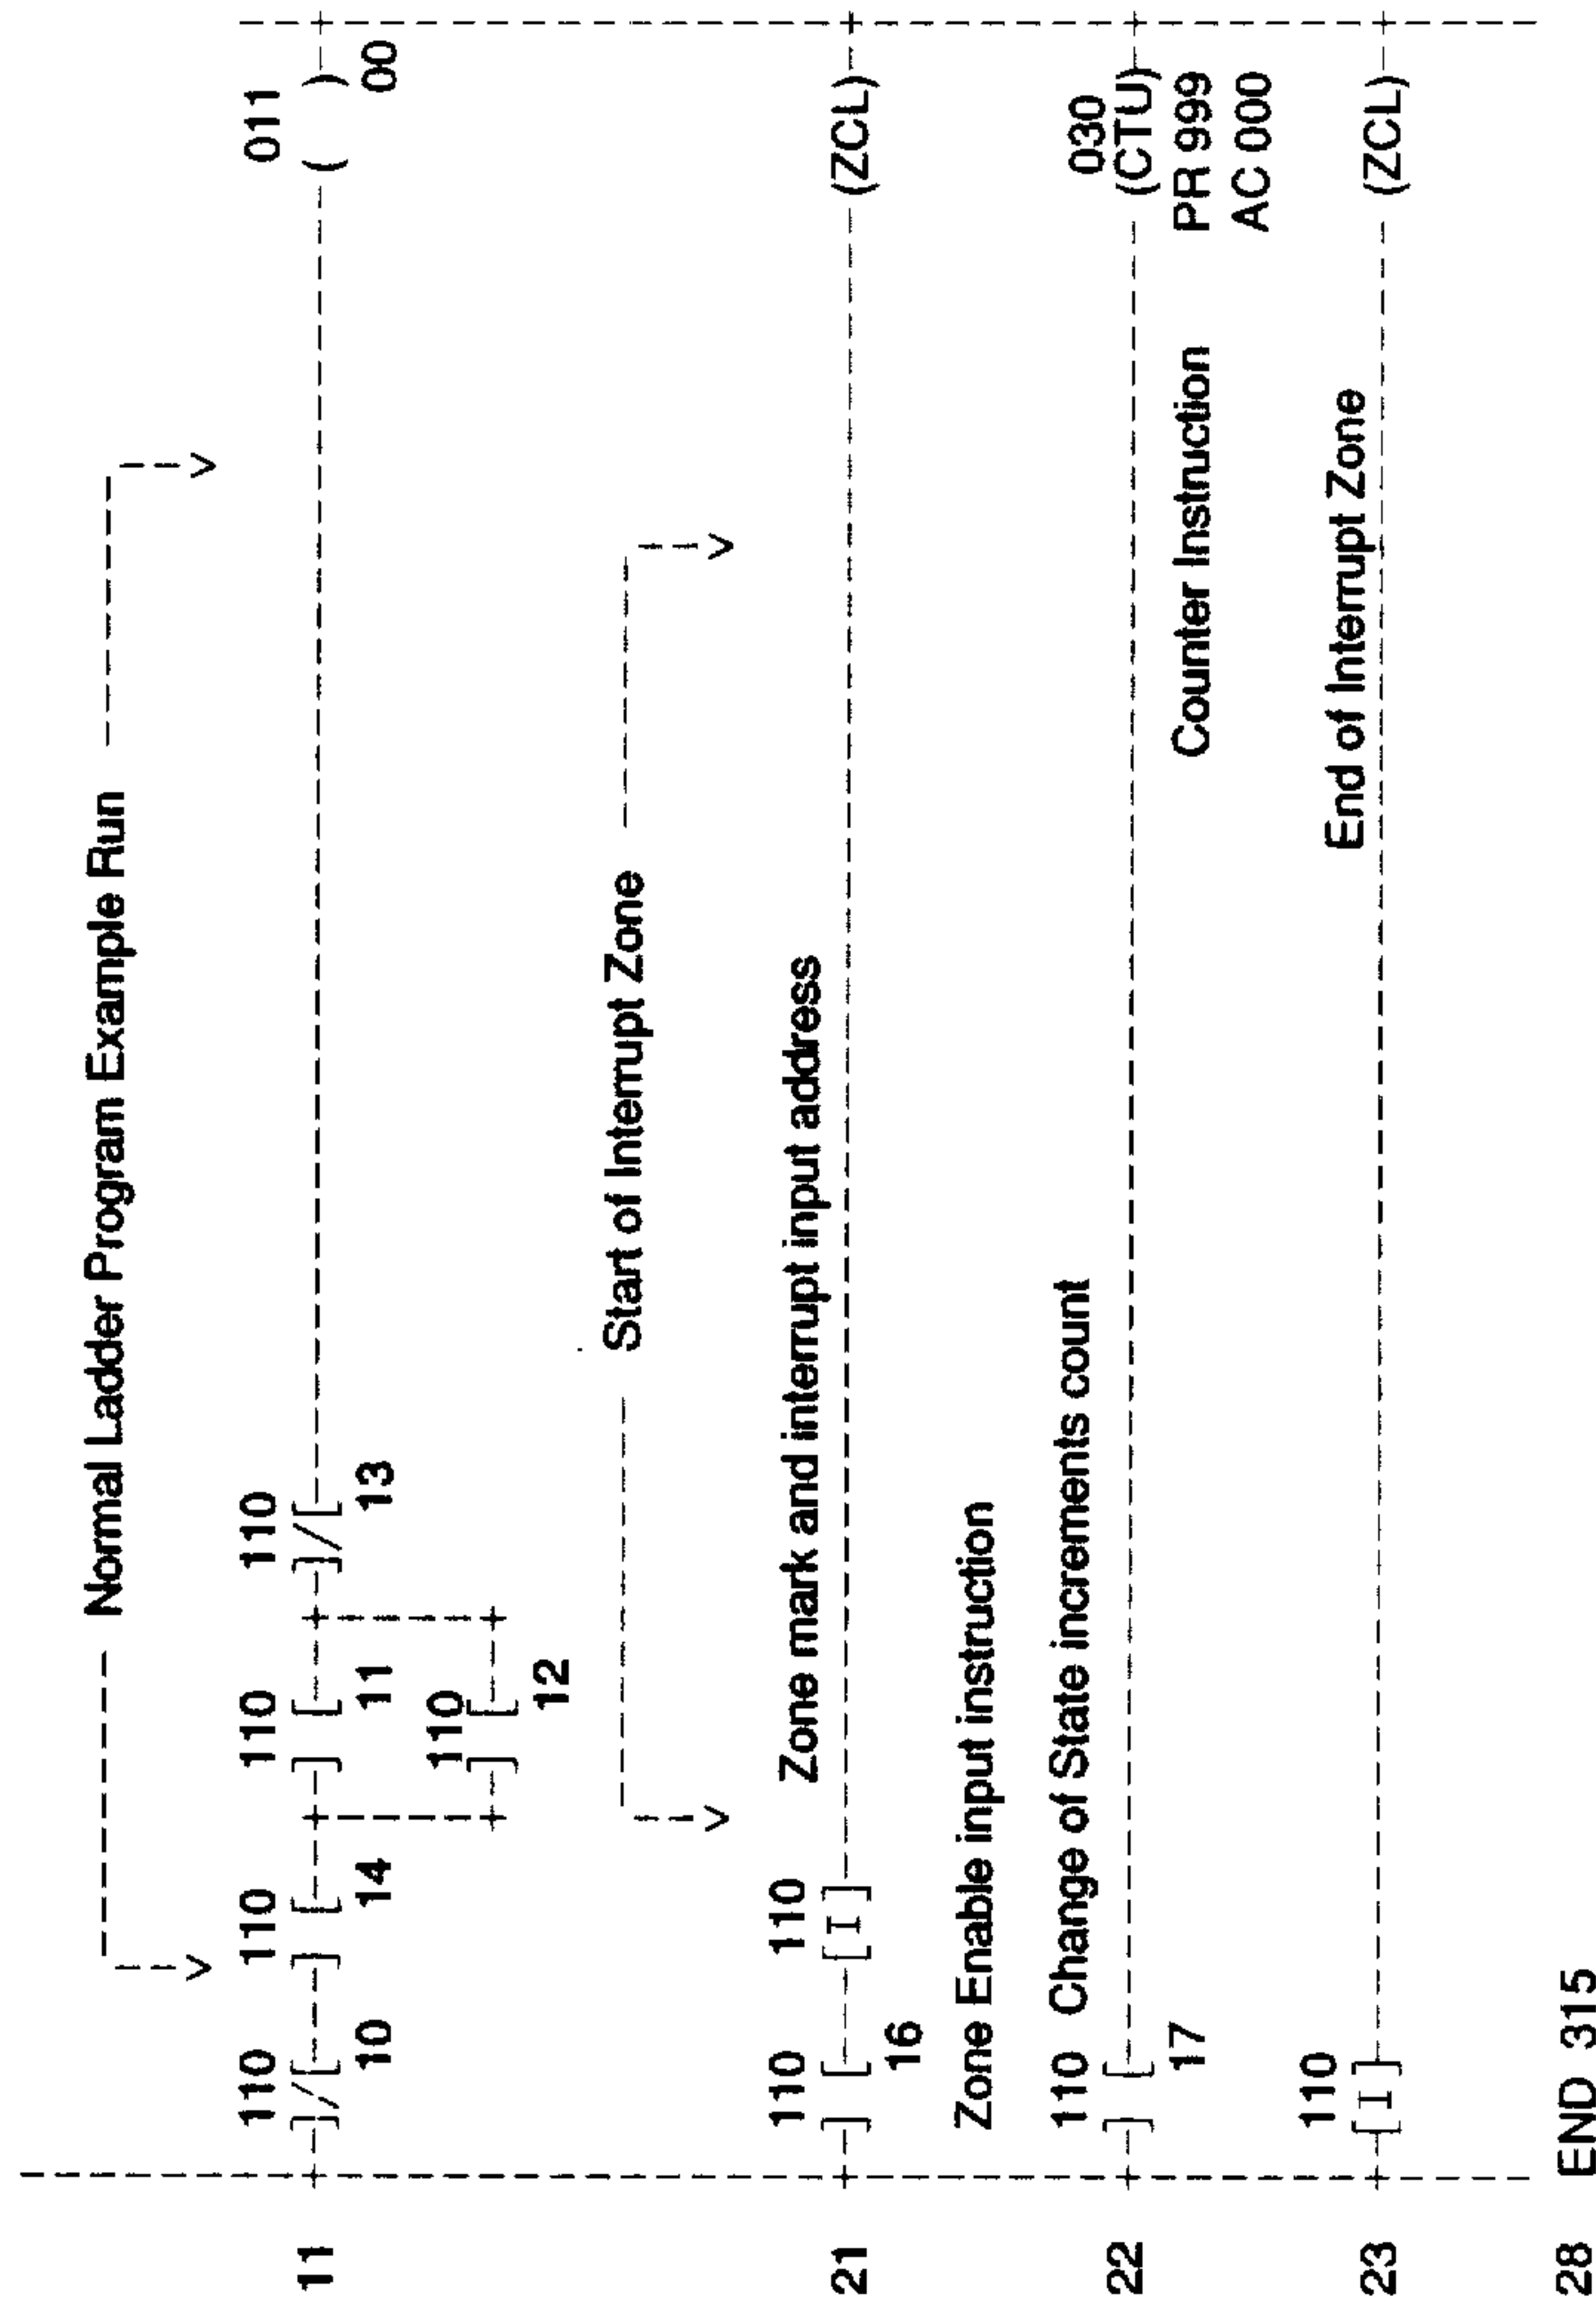 Normal Ladder Program Example Run
110 110 110 110 011
11 ]/[ ] [ ] [ ]/[ ( )
10 14 11 13 00
110
] [
12
Start of Interrupt Zone
110 110 Zone mark and interrupt input address
21 ] [ [I] (ZCL)
16
Zone Enable input instruction
110 Change of State increments count 030
22 ] [ (CTU)
17 Counter Instruction PR 999
AC 000
110 End of Interrupt Zone
23 [I] (ZCL)
28 END 315